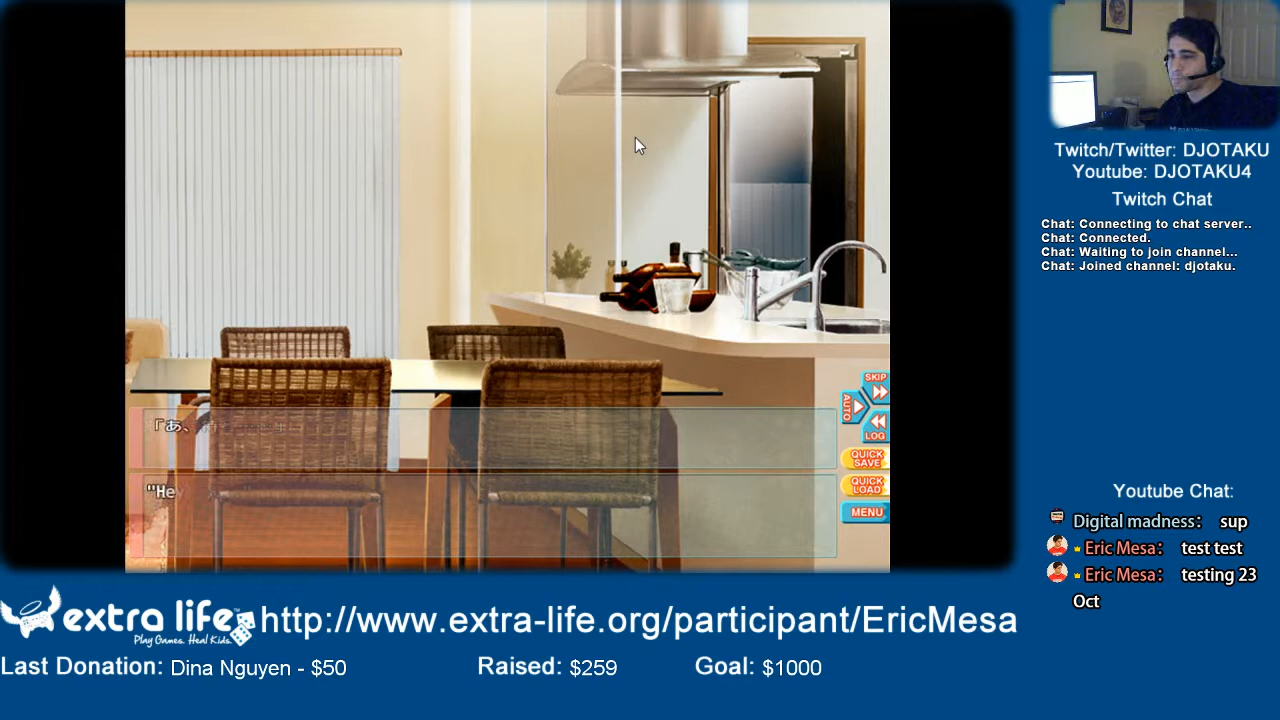 Twitch/Twitter: DJOTAKU
Youtube: DJOTAKU4
Twitch Chat
Chat: Connecting to chat server..
Chat: Connected.
Chat: Waiting to join channel...
Chat: Joined channel: djotaku.
SKIP
AUTO
LOG
「あ、
QUICK
SAVE
QUICK
LOAD
"Hey
MENU
Youtube Chat:
Digital madness: sup
Eric Mesa: test test
Eric Mesa: testing 23
Oct
extra life
Play Games. Heal Kids.
http://www.extra-life.org/participant/EricMesa
Last Donation: Dina Nguyen - $50
Raised: $259
Goal: $1000